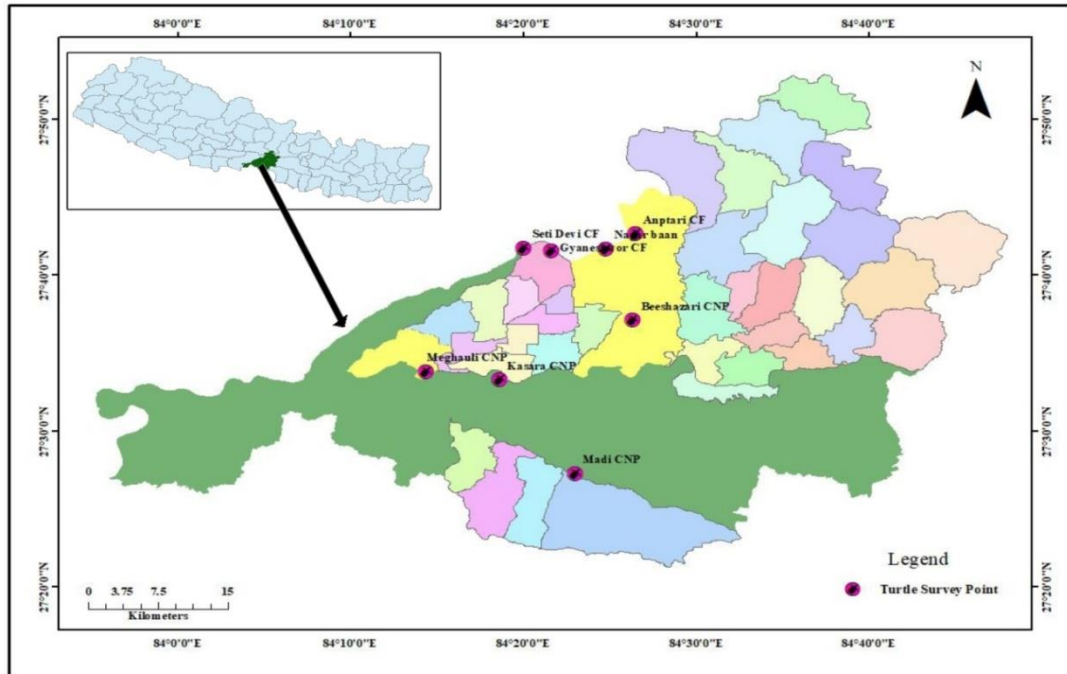 84°0'0"E 84°10'0"E 84°20'0"E 84°30'0"E 84°40'0"E
N
27°50'0"N 27°50'0"N
Anptari CF
Seti Devi CF
Gyaneshwor CF
27°40'0"N 27°40'0"N
Beeshazari CNP
Meghauli CNP
Kasara CNP
27°30'0"N 27°30'0"N
Madi CNP
Legend
Turtle Survey Point
27°20'0"N 27°20'0"N
0 3.75 7.5 15
Kilometers
84°0'0"E 84°10'0"E 84°20'0"E 84°30'0"E 84°40'0"E